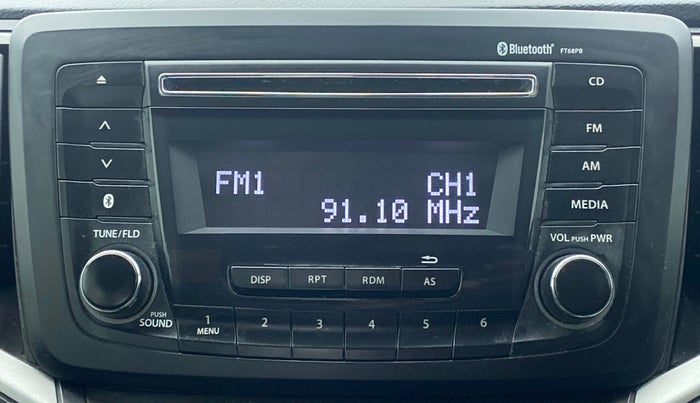 Bluetooth® FT68PB
CD
FM
AM
MEDIA
FM1 CH1
91.10 MHz
TUNE/FLD
VOL PUSH PWR
DISP RPT RDM AS
PUSH
SOUND
1 2 3 4 5 6
MENU